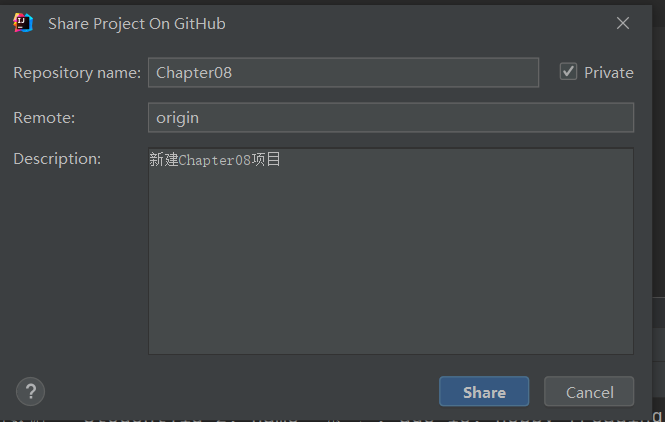 Share Project On GitHub
Repository name: Chapter08 Private
Remote: origin
Description: 新建Chapter08项目
? Share Cancel